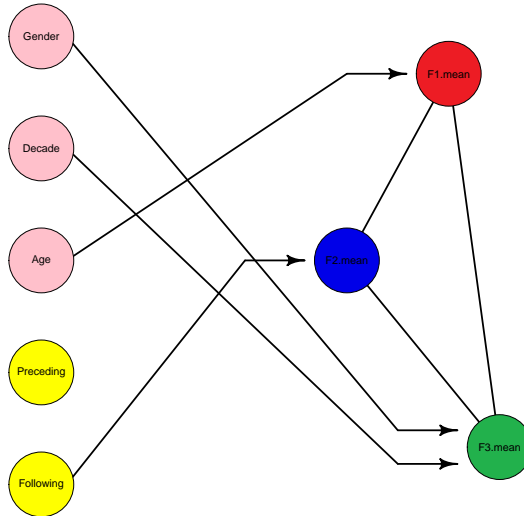 Gender
F1.mean
Decade
Age
F2.mean
Preceding
F3.mean
Following